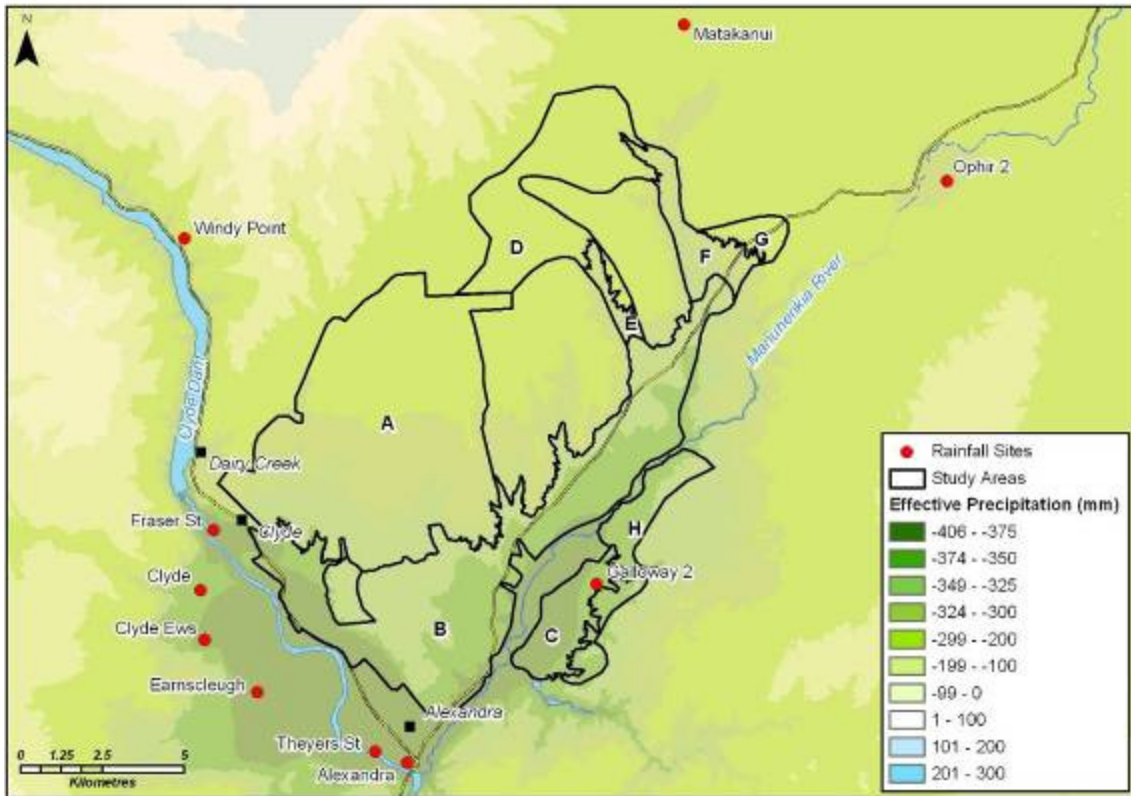 N
Matakanui
Ophir 2
Windy Point
D
G
F
Manuherikia River
E
Clyde Dam
A
Dairy Creek
Fraser St
Clyde
H
Galloway 2
Clyde
Clyde Ews
B
C
Earnscleugh
Alexandra
Theyers St
Alexandra
0 1.25 2.5 5
Kilometres
Rainfall Sites
Study Areas
Effective Precipitation (mm)
-406 - -375
-374 - -350
-349 - -325
-324 - -300
-299 - -200
-199 - -100
-99 - 0
1 - 100
101 - 200
201 - 300